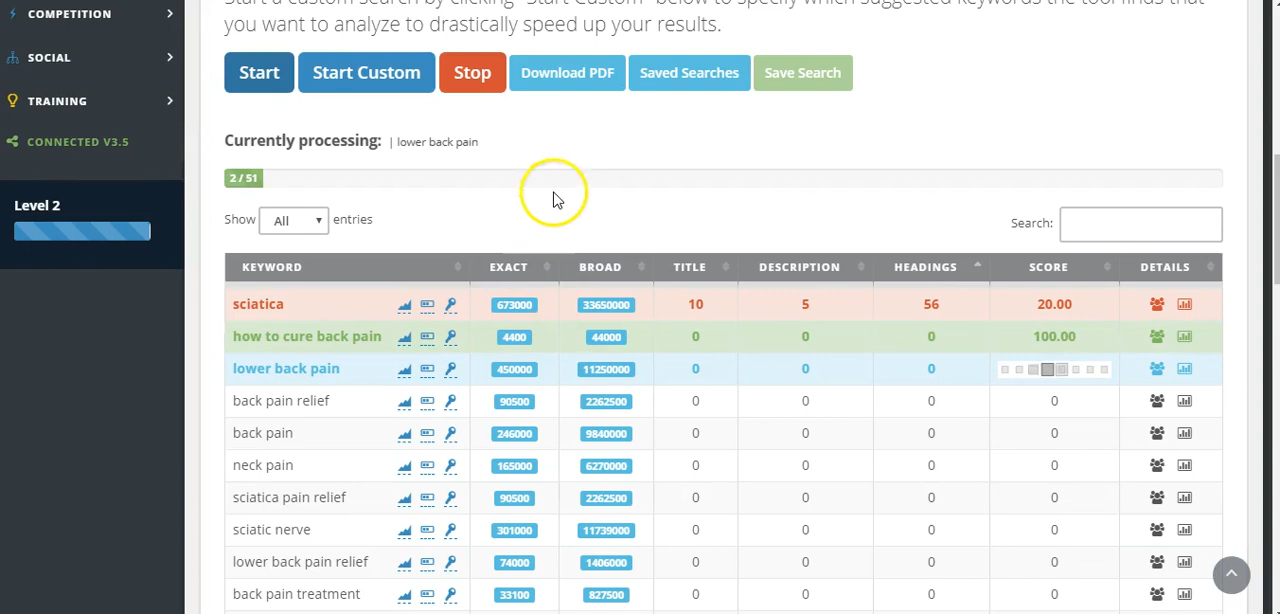 COMPETITION
SOCIAL
TRAINING
CONNECTED V3.5
Level 2
Start a custom search by clicking "Start Custom" below to specify which suggested keywords the tool finds that
you want to analyze to drastically speed up your results.
Start Start Custom Stop Download PDF Saved Searches Save Search
Currently processing: | lower back pain
2 / 51
Show All entries Search:
KEYWORD EXACT BROAD TITLE DESCRIPTION HEADINGS SCORE DETAILS
sciatica 673000 33650000 10 5 56 20.00
how to cure back pain 4400 44000 0 0 0 100.00
lower back pain 450000 11250000 0 0 0
back pain relief 90500 2262500 0 0 0 0
back pain 246000 9840000 0 0 0 0
neck pain 165000 6270000 0 0 0 0
sciatica pain relief 90500 2262500 0 0 0 0
sciatic nerve 301000 11739000 0 0 0 0
lower back pain relief 74000 1406000 0 0 0 0
back pain treatment 33100 827500 0 0 0 0